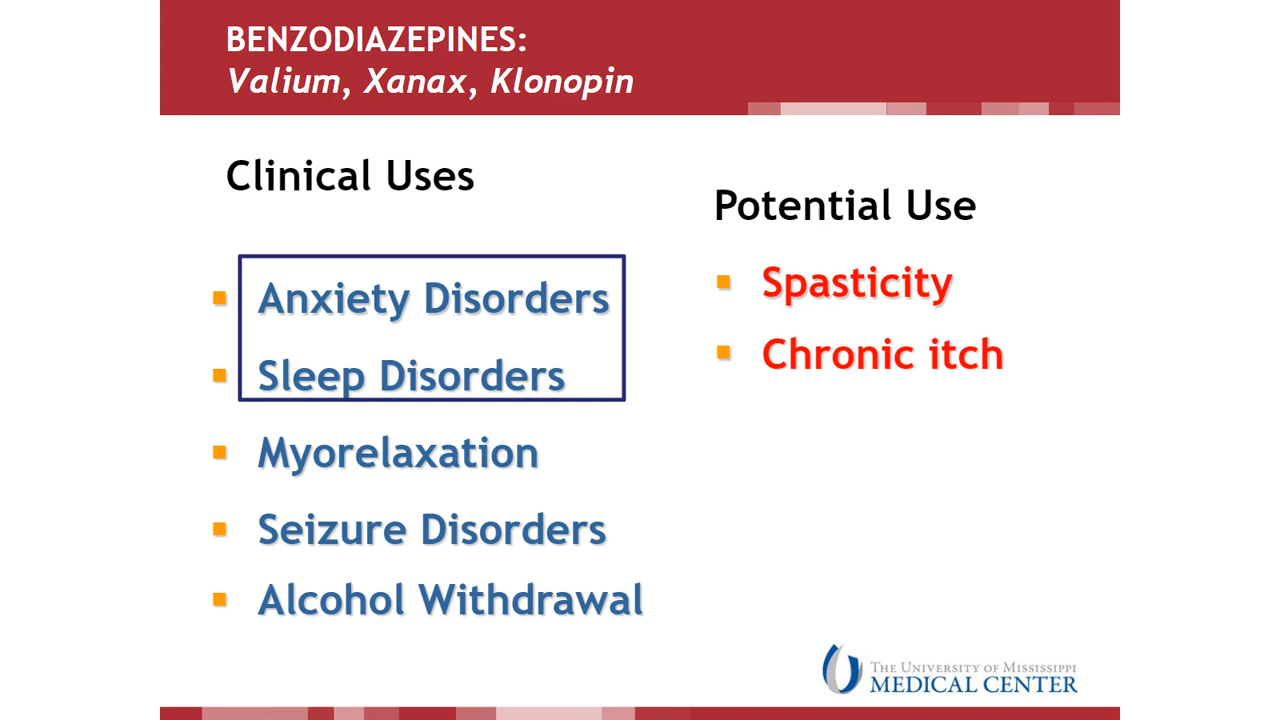 BENZODIAZEPINES:
Valium, Xanax, Klonopin
Clinical Uses
Anxiety Disorders
Sleep Disorders
Myorelaxation
Seizure Disorders
Alcohol Withdrawal
Potential Use
Spasticity
Chronic itch
THE UNIVERSITY OF MISSISSIPPI
MEDICAL CENTER